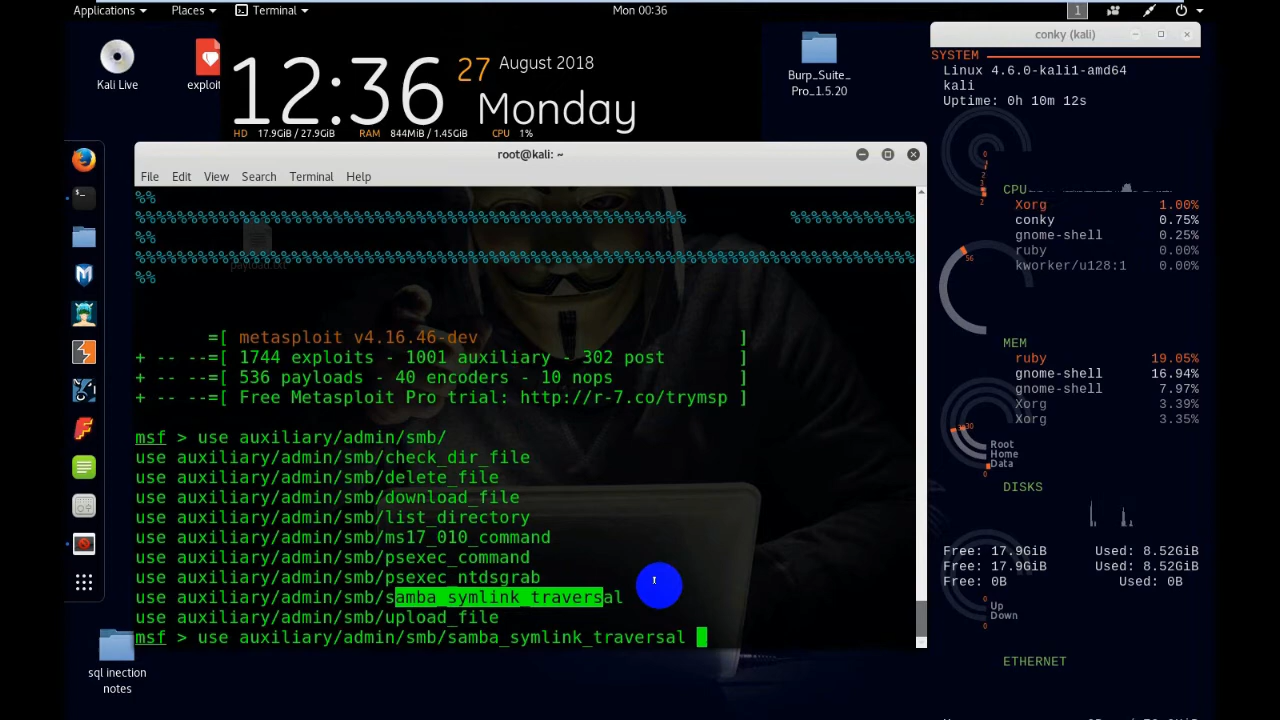 Applications Places Terminal Mon 00:36 1
conky (kali)
Kali Live
exploit
12:36 27 August 2018
Monday
HD 17.9GiB / 27.9GiB RAM 844MiB / 1.45GiB CPU 1%
Burp_Suite_
Pro_1.5.20
SYSTEM
Linux 4.6.0-kali1-amd64
kali
Uptime: 0h 10m 12s
root@kali: ~
File Edit View Search Terminal Help
%%
%%
%%
payload.txt
=[ metasploit v4.16.46-dev ]
+ -- --=[ 1744 exploits - 1001 auxiliary - 302 post ]
+ -- --=[ 536 payloads - 40 encoders - 10 nops ]
+ -- --=[ Free Metasploit Pro trial: http://r-7.co/trymsp ]
msf > use auxiliary/admin/smb/
use auxiliary/admin/smb/check_dir_file
use auxiliary/admin/smb/delete_file
use auxiliary/admin/smb/download_file
use auxiliary/admin/smb/list_directory
use auxiliary/admin/smb/ms17_010_command
use auxiliary/admin/smb/psexec_command
use auxiliary/admin/smb/psexec_ntdsgrab
use auxiliary/admin/smb/samba_symlink_traversal
use auxiliary/admin/smb/upload_file
msf > use auxiliary/admin/smb/samba_symlink_traversal
CPU
Xorg 1.00%
conky 0.75%
gnome-shell 0.25%
ruby 0.00%
kworker/u128:1 0.00%
56
MEM
ruby 19.05%
gnome-shell 16.94%
gnome-shell 7.97%
Xorg 3.39%
Xorg 3.35%
Root
Home
Data
DISKS
Free: 17.9GiB Used: 8.52GiB
Free: 17.9GiB Used: 8.52GiB
Free: 0B Used: 0B
Up
Down
ETHERNET
sql inection
notes